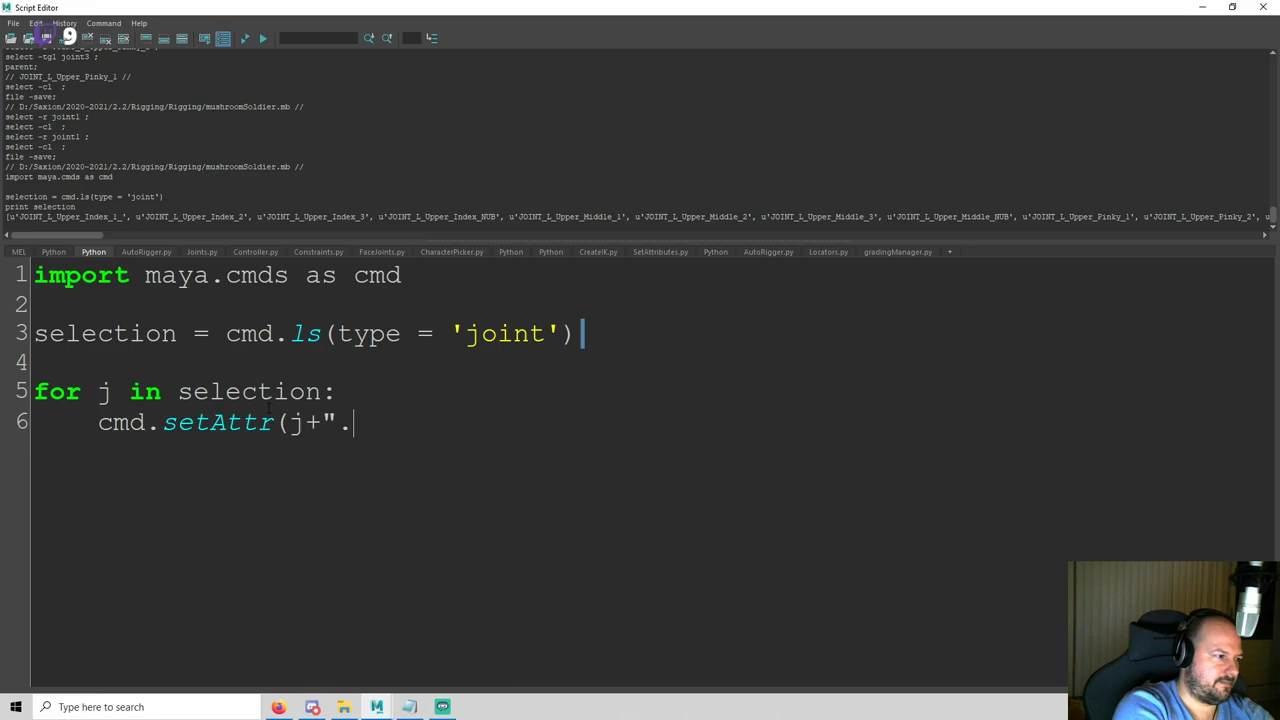 Script Editor
File Edit History Command Help
9
select -tgl joint3 ;
parent;
// JOINT_L_Upper_Pinky_1 //
select -cl  ;
file -save;
// D:/Saxion/2020-2021/2.2/Rigging/Rigging/mushroomSoldier.mb //
select -r joint1 ;
select -cl  ;
select -r joint1 ;
select -cl  ;
file -save;
// D:/Saxion/2020-2021/2.2/Rigging/Rigging/mushroomSoldier.mb //
import maya.cmds as cmd
selection = cmd.ls(type = 'joint')
print selection
[u'JOINT_L_Upper_Index_1_', u'JOINT_L_Upper_Index_2', u'JOINT_L_Upper_Index_3', u'JOINT_L_Upper_Index_NUB', u'JOINT_L_Upper_Middle_1', u'JOINT_L_Upper_Middle_2', u'JOINT_L_Upper_Middle_3', u'JOINT_L_Upper_Middle_NUB', u'JOINT_L_Upper_Pinky_1', u'JOINT_L_Upper_Pinky_2', u
MEL Python Python AutoRigger.py Joints.py Controller.py Constraints.py FaceJoints.py CharacterPicker.py Python Python CreateIK.py SetAttributes.py Python AutoRigger.py Locators.py gradingManager.py +
1 import maya.cmds as cmd
2
3 selection = cmd.ls(type = 'joint')
4
5 for j in selection:
6     cmd.setAttr(j+".
Type here to search